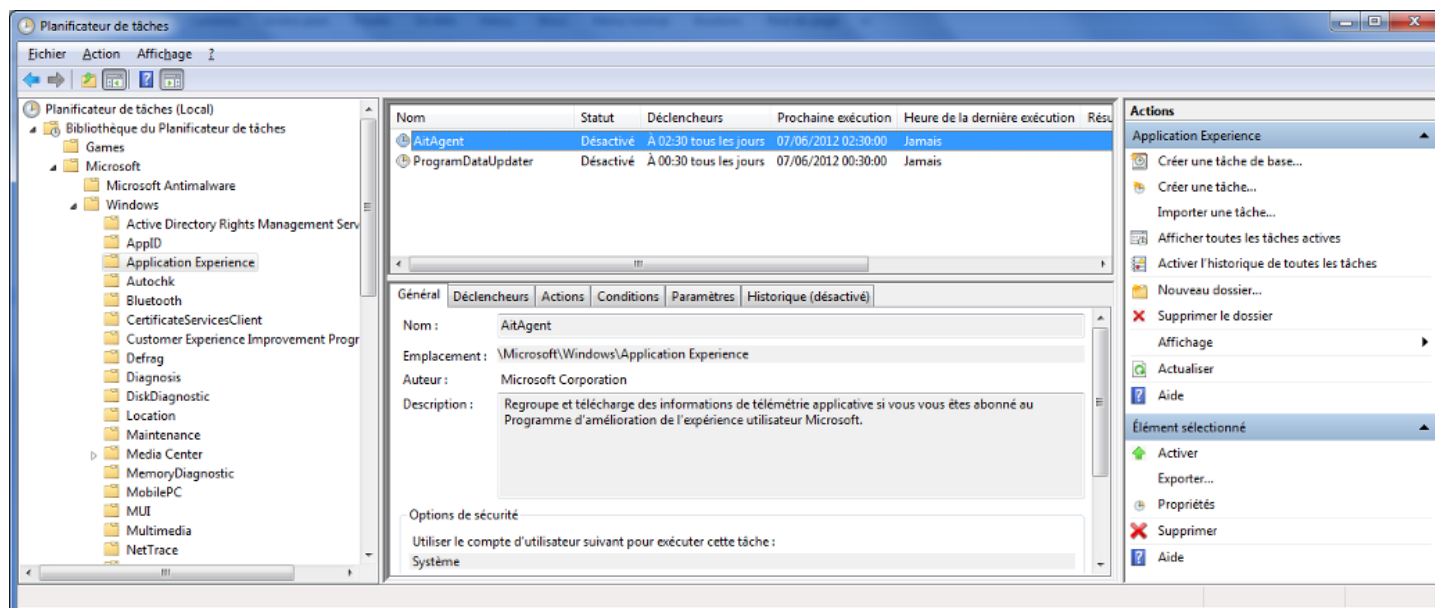 Planificateur de tâches
Fichier Action Affichage ?
Planificateur de tâches (Local)
Bibliothèque du Planificateur de tâches
Games
Microsoft
Microsoft Antimalware
Windows
Active Directory Rights Management Serv
AppID
Application Experience
Autochk
Bluetooth
CertificateServicesClient
Customer Experience Improvement Progr
Defrag
Diagnosis
DiskDiagnostic
Location
Maintenance
Media Center
MemoryDiagnostic
MobilePC
MUI
Multimedia
NetTrace
Nom Statut Déclencheurs Prochaine exécution Heure de la dernière exécution Résu
AitAgent Désactivé À 02:30 tous les jours 07/06/2012 02:30:00 Jamais
ProgramDataUpdater Désactivé À 00:30 tous les jours 07/06/2012 00:30:00 Jamais
Général Déclencheurs Actions Conditions Paramètres Historique (désactivé)
Nom : AitAgent
Emplacement : \Microsoft\Windows\Application Experience
Auteur : Microsoft Corporation
Description : Regroupe et télécharge des informations de télémétrie applicative si vous vous êtes abonné au
Programme d'amélioration de l'expérience utilisateur Microsoft.
Options de sécurité
Utiliser le compte d'utilisateur suivant pour exécuter cette tâche :
Système
Actions
Application Experience
Créer une tâche de base...
Créer une tâche...
Importer une tâche...
Afficher toutes les tâches actives
Activer l'historique de toutes les tâches
Nouveau dossier...
Supprimer le dossier
Affichage
Actualiser
Aide
Élément sélectionné
Activer
Exporter...
Propriétés
Supprimer
Aide